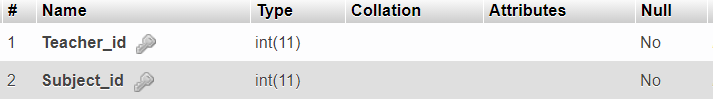 # Name Type Collation Attributes Null
1 Teacher_id int(11) No
2 Subject_id int(11) No